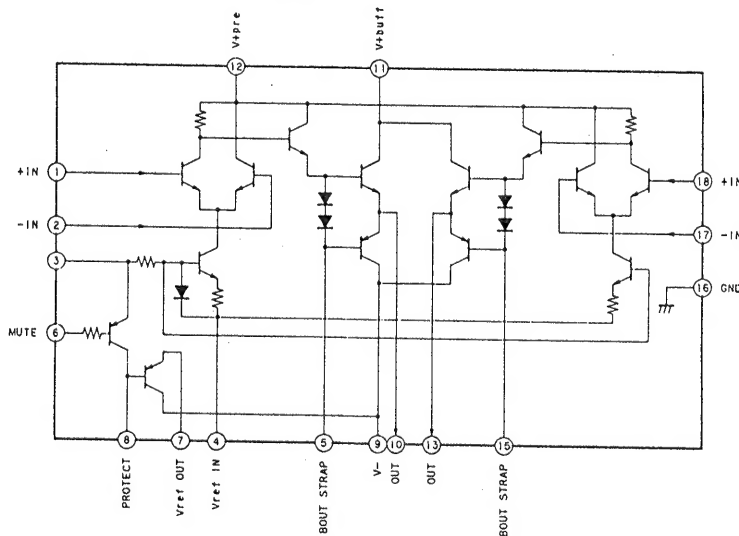 V+pre
V+buff
12
11
+IN
1
18
+IN
-IN
2
17
-IN
3
16
GND
MUTE
6
8
7
4
5
9
10
13
15
PROTECT
Vref OUT
Vref IN
BOUT STRAP
V-
OUT
OUT
BOUT STRAP